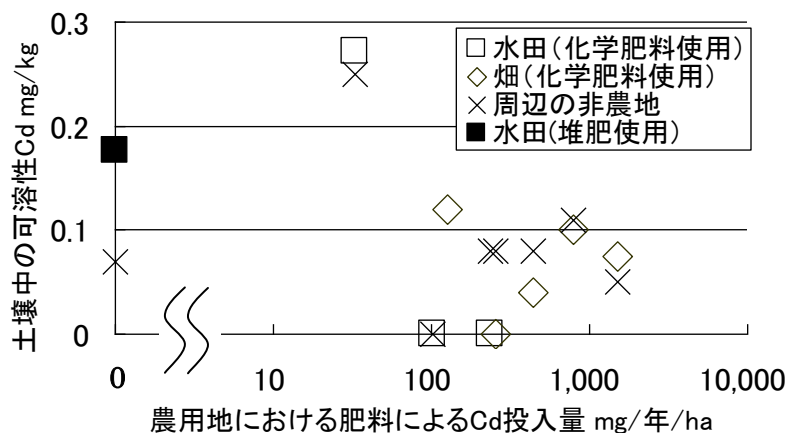 土壌中の可溶性Cd mg/kg
0.3
0.2
0.1
0
□ 水田(化学肥料使用)
◇ 畑(化学肥料使用)
× 周辺の非農地
■ 水田(堆肥使用)
0 10 100 1,000 10,000
農用地における肥料によるCd投入量 mg/年/ha